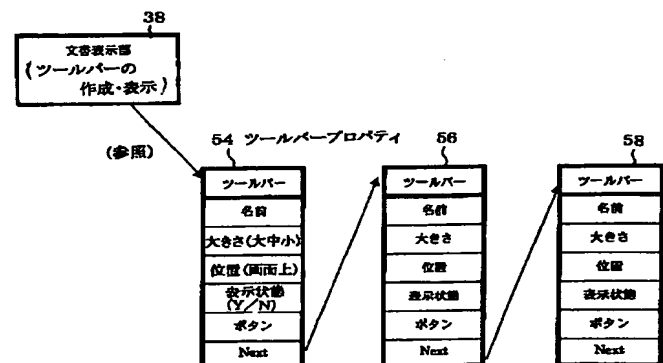 38
文書表示部
(ツールバーの
作成・表示)
(参照)
54 ツールバープロパティ
56
58
ツールバー
名前
大きさ(大中小)
位置(画面上)
表示状態
(Y/N)
ボタン
Next
ツールバー
名前
大きさ
位置
表示状態
ボタン
Next
ツールバー
名前
大きさ
位置
表示状態
ボタン
Next